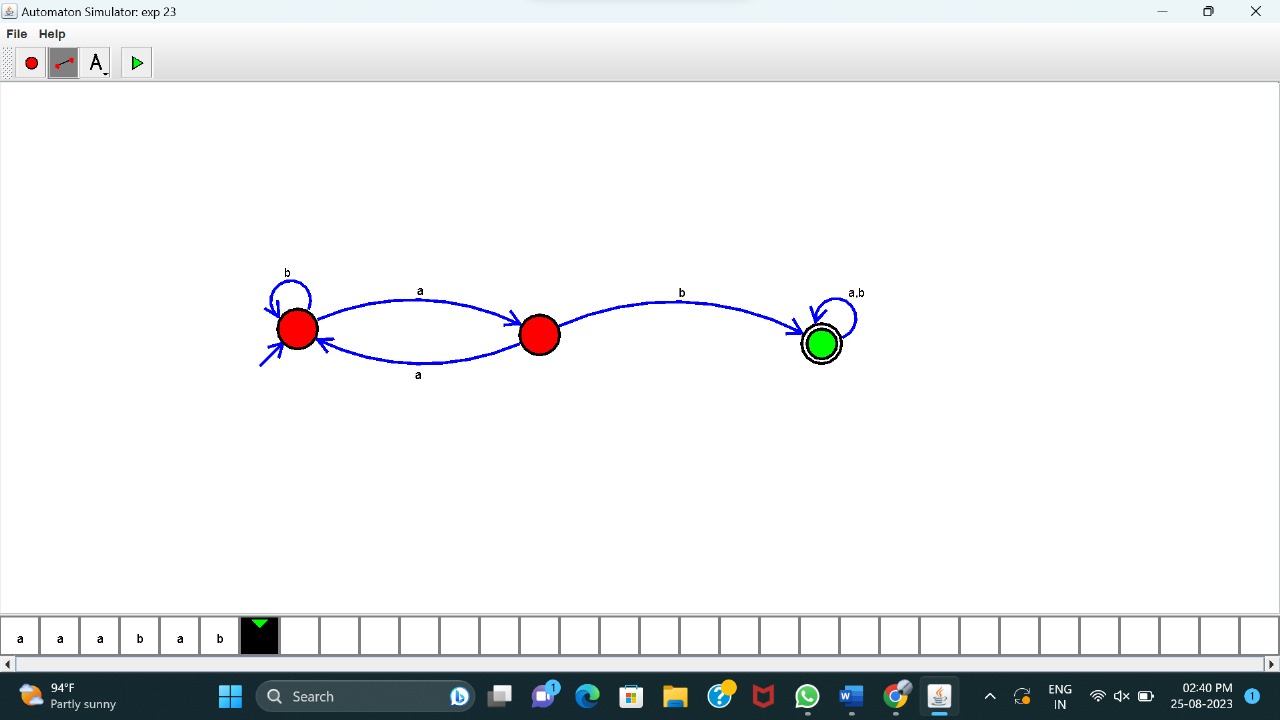 Automaton Simulator: exp 23
File Help
A
b
a
b
a,b
a
a a a b a b
94°F
Partly sunny
Search
1
ENG
IN
02:40 PM
25-08-2023
1